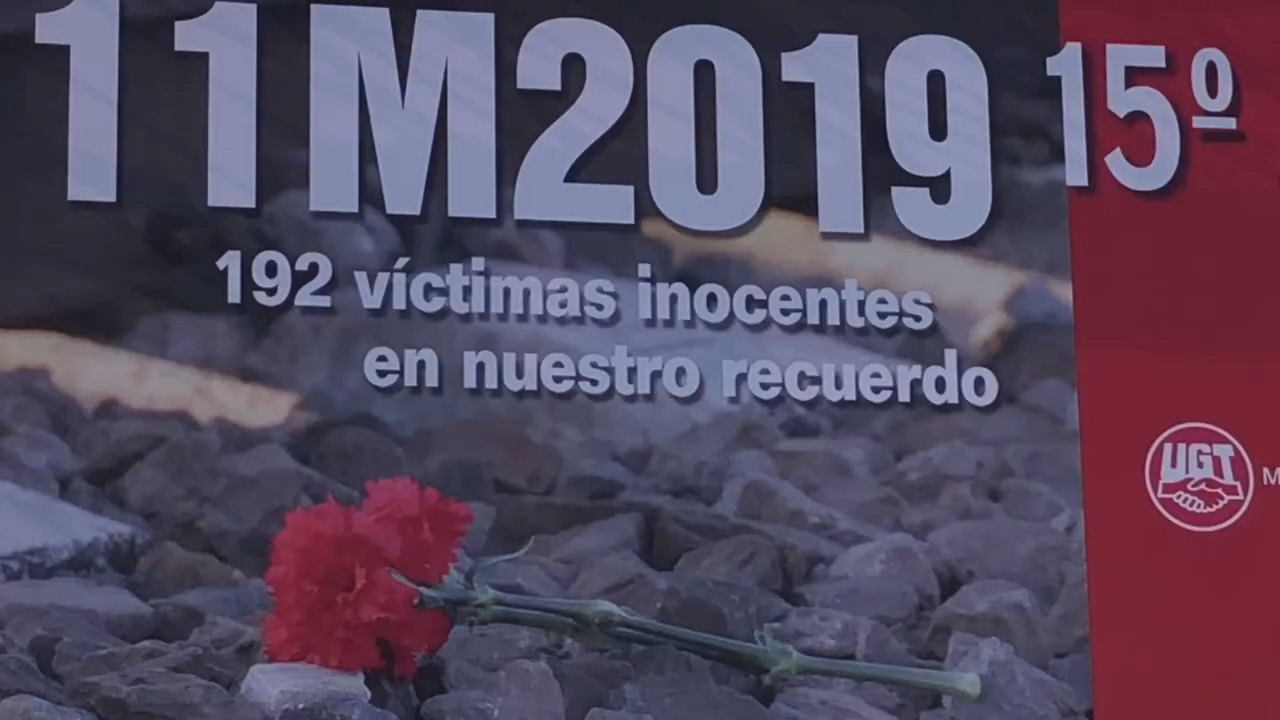 11M2019 15º
192 víctimas inocentes
en nuestro recuerdo
UGT